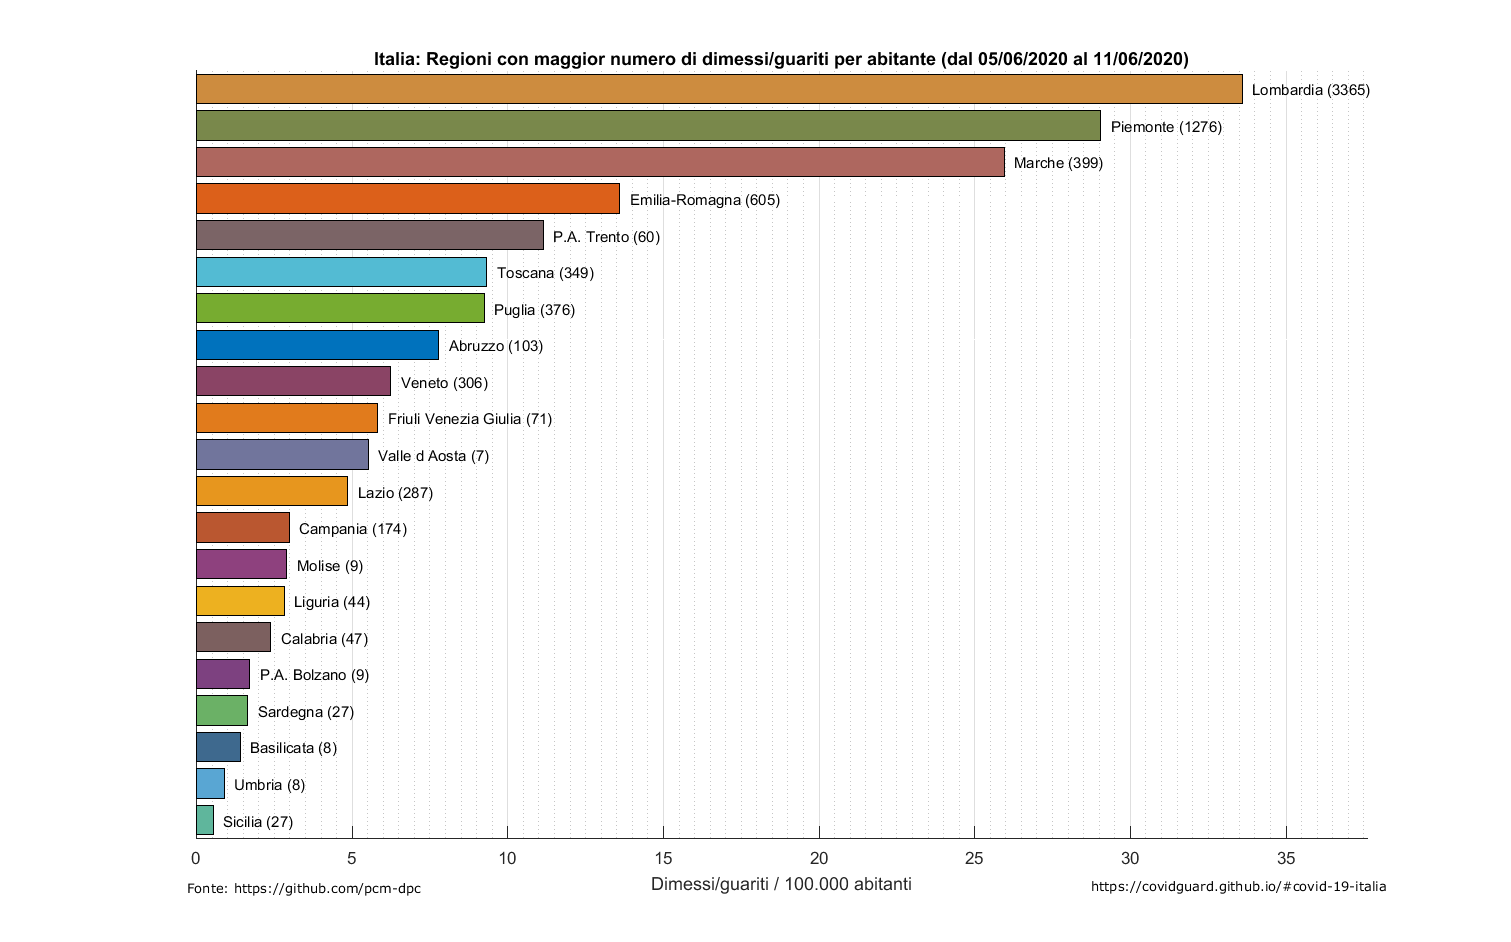 Italia: Regioni con maggior numero di dimessi/guariti per abitante (dal 05/06/2020 al 11/06/2020)
Lombardia (3365)
Piemonte (1276)
Marche (399)
Emilia-Romagna (605)
P.A. Trento (60)
Toscana (349)
Puglia (376)
Abruzzo (103)
Veneto (306)
Friuli Venezia Giulia (71)
Valle d Aosta (7)
Lazio (287)
Campania (174)
Molise (9)
Liguria (44)
Calabria (47)
P.A. Bolzano (9)
Sardegna (27)
Basilicata (8)
Umbria (8)
Sicilia (27)
0 5 10 15 20 25 30 35
Dimessi/guariti / 100.000 abitanti
Fonte: https://github.com/pcm-dpc
https://covidguard.github.io/#covid-19-italia